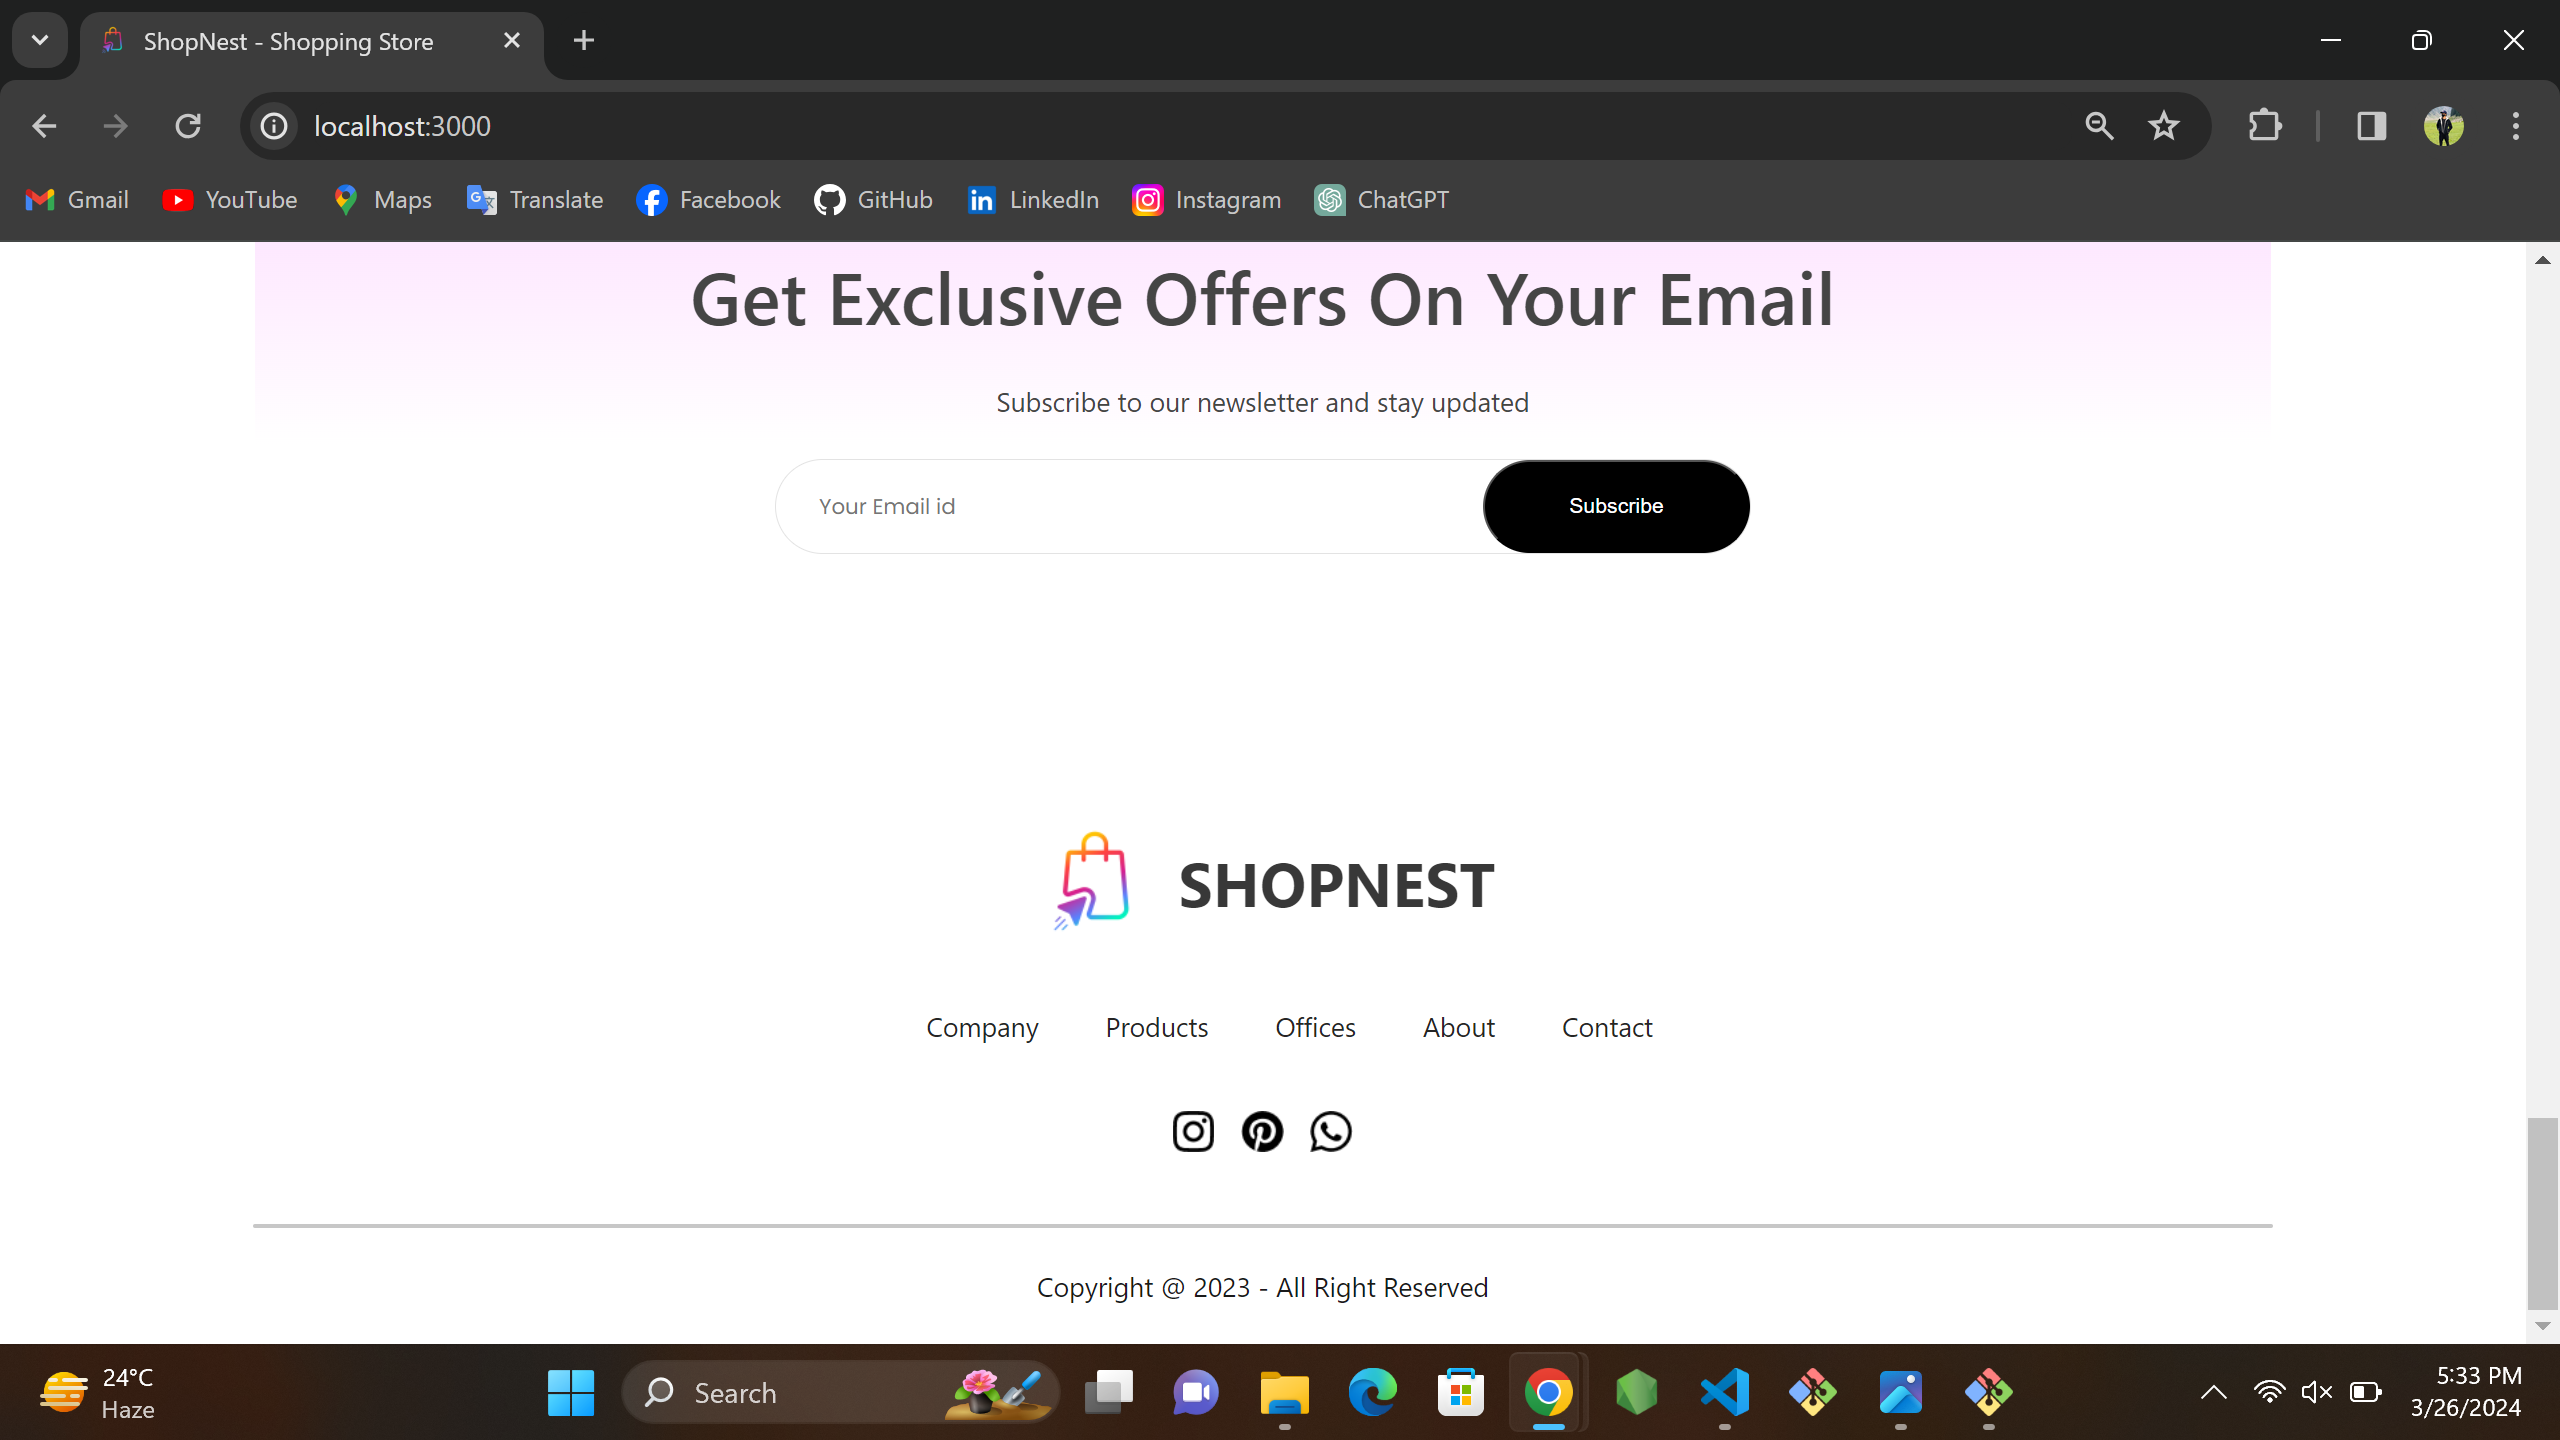 ShopNest - Shopping Store
localhost:3000
Gmail YouTube Maps Translate Facebook GitHub LinkedIn Instagram ChatGPT
Get Exclusive Offers On Your Email
Subscribe to our newsletter and stay updated
Your Email id Subscribe
SHOPNEST
Company Products Offices About Contact
Copyright @ 2023 - All Right Reserved
24°C
Haze
Search
5:33 PM
3/26/2024